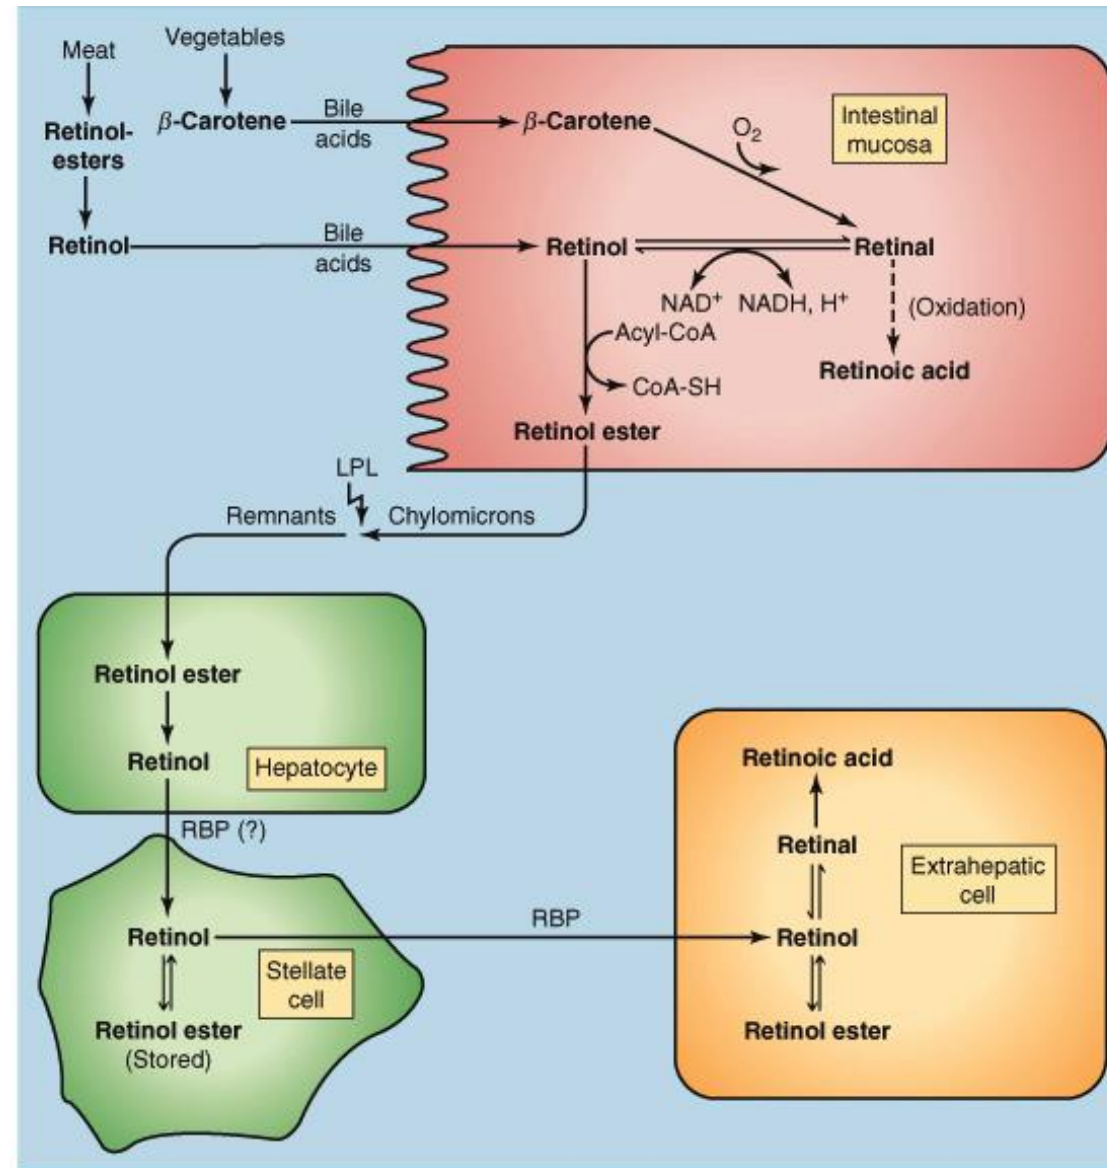 Meat
Vegetables
Retinol-
esters
β-Carotene
Bile
acids
β-Carotene
O₂
Intestinal
mucosa
Retinol
Bile
acids
Retinol
Retinal
NAD⁺
NADH, H⁺
(Oxidation)
Acyl-CoA
CoA-SH
Retinoic acid
Retinol ester
LPL
Remnants
Chylomicrons
Retinol ester
Retinol
Hepatocyte
RBP (?)
Retinol
Stellate
cell
Retinol ester
(Stored)
RBP
Retinoic acid
Retinal
Extrahepatic
cell
Retinol
Retinol ester